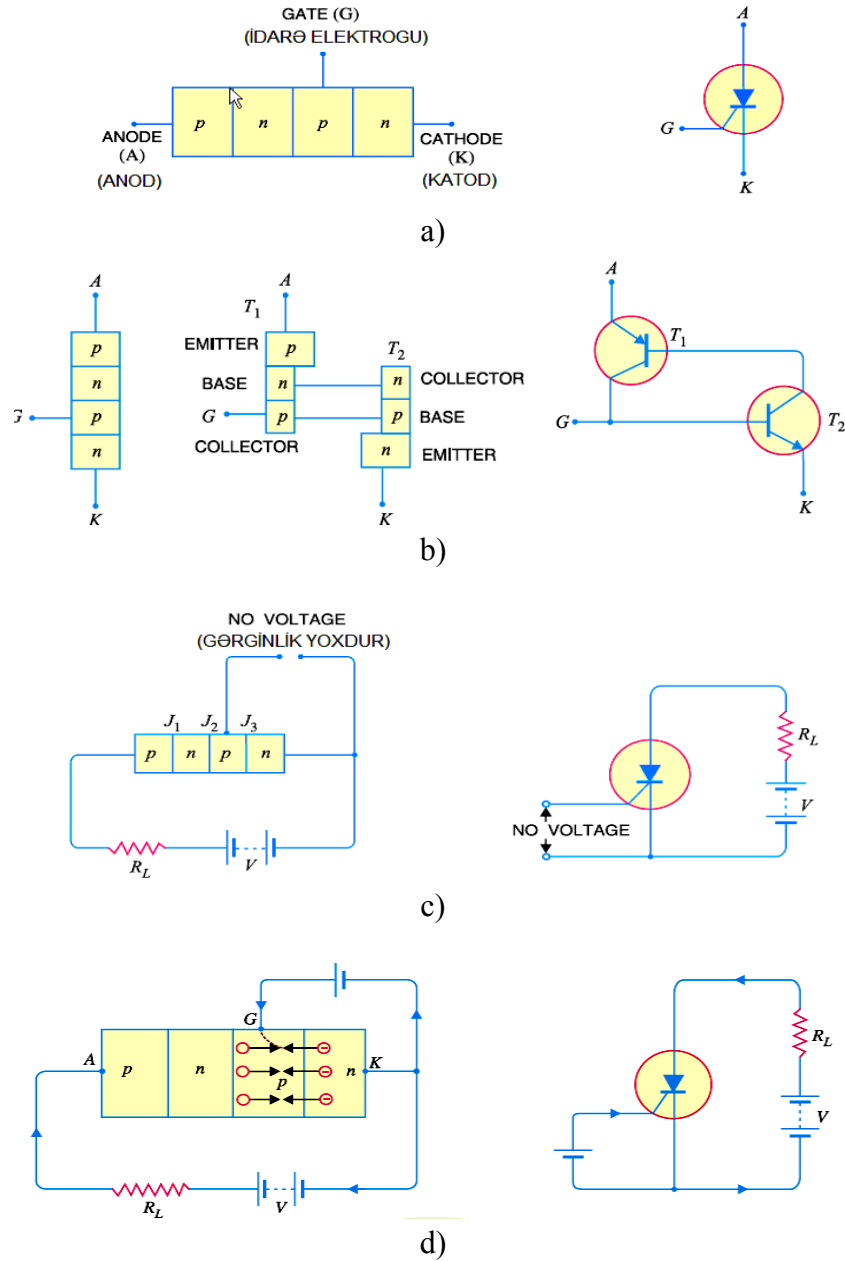 GATE (G)
(İDARƏ ELEKTROGU)
p n p n
ANODE
(A)
(ANOD)
CATHODE
(K)
(KATOD)
A
G
K
a)
A
p
n
G p
n
K
A
T1
EMITTER p
BASE n
G p
COLLECTOR
T2
n COLLECTOR
p BASE
n EMITTER
K
A
T1
G
T2
K
b)
NO VOLTAGE
(GƏRGİNLİK YOXDUR)
J1 J2 J3
p n p n
RL V
RL
V
NO VOLTAGE
c)
G
A p n p n K
RL V
RL
V
d)